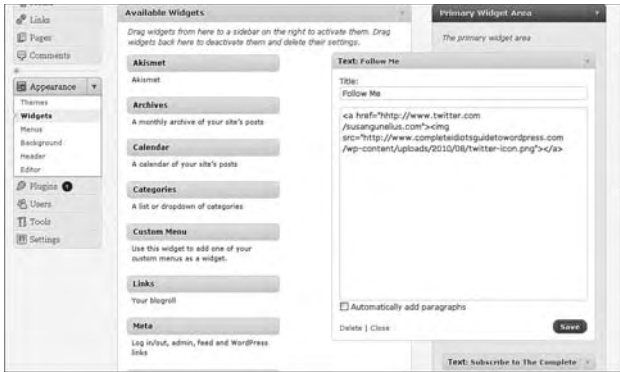 Links
Pages
Comments
Appearance
Themes
Widgets
Menus
Background
Header
Editor
Plugins 1
Users
Tools
Settings
Available Widgets
Drag widgets from here to a sidebar on the right to activate them. Drag
widgets back here to deactivate them and delete their settings.
Akismet
Akismet
Archives
A monthly archive of your site's posts
Calendar
A calendar of your site's posts
Categories
A list or dropdown of categories
Custom Menu
Use this widget to add one of your
custom menus as a widget.
Links
Your blogroll
Meta
Log in/out, admin, feed and WordPress
links
Primary Widget Area
The primary widget area
Text: Follow Me
Title:
Follow Me
<a href="hhttp://www.twitter.com
/susangunelius.com"><img
src="http://www.completeidiotsguidetowordpress.com
/wp-content/uploads/2010/08/twitter-icon.png"></a>
Automatically add paragraphs
Delete | Close
Save
Text: Subscribe to The Complete